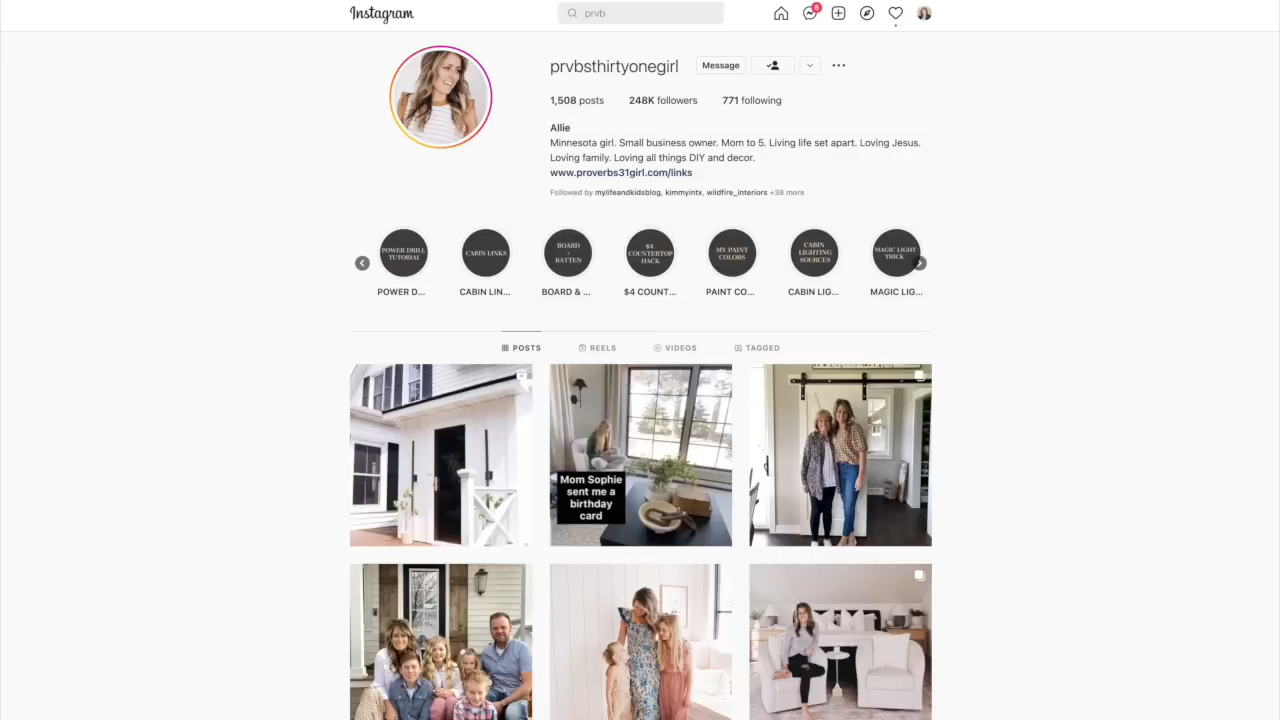 Instagram
prvb
6
prvbsthirtyonegirl
Message
1,508 posts 248K followers 771 following
Allie
Minnesota girl. Small business owner. Mom to 5. Living life set apart. Loving Jesus.
Loving family. Loving all things DIY and decor.
www.proverbs31girl.com/links
Followed by mylifeandkidsblog, kimmyintx, wildfire_interiors +38 more
POWER DRILL
TUTORIAL
CABIN LINKS
BOARD
+
BATTEN
$4
COUNTERTOP
HACK
MY PAINT
COLORS
CABIN
LIGHTING
SOURCES
MAGIC LIGHT
TRICK
POWER D...
CABIN LIN...
BOARD & ...
$4 COUNT...
PAINT CO...
CABIN LIG...
MAGIC LIG...
POSTS
REELS
VIDEOS
TAGGED
Mom Sophie
sent me a
birthday
card